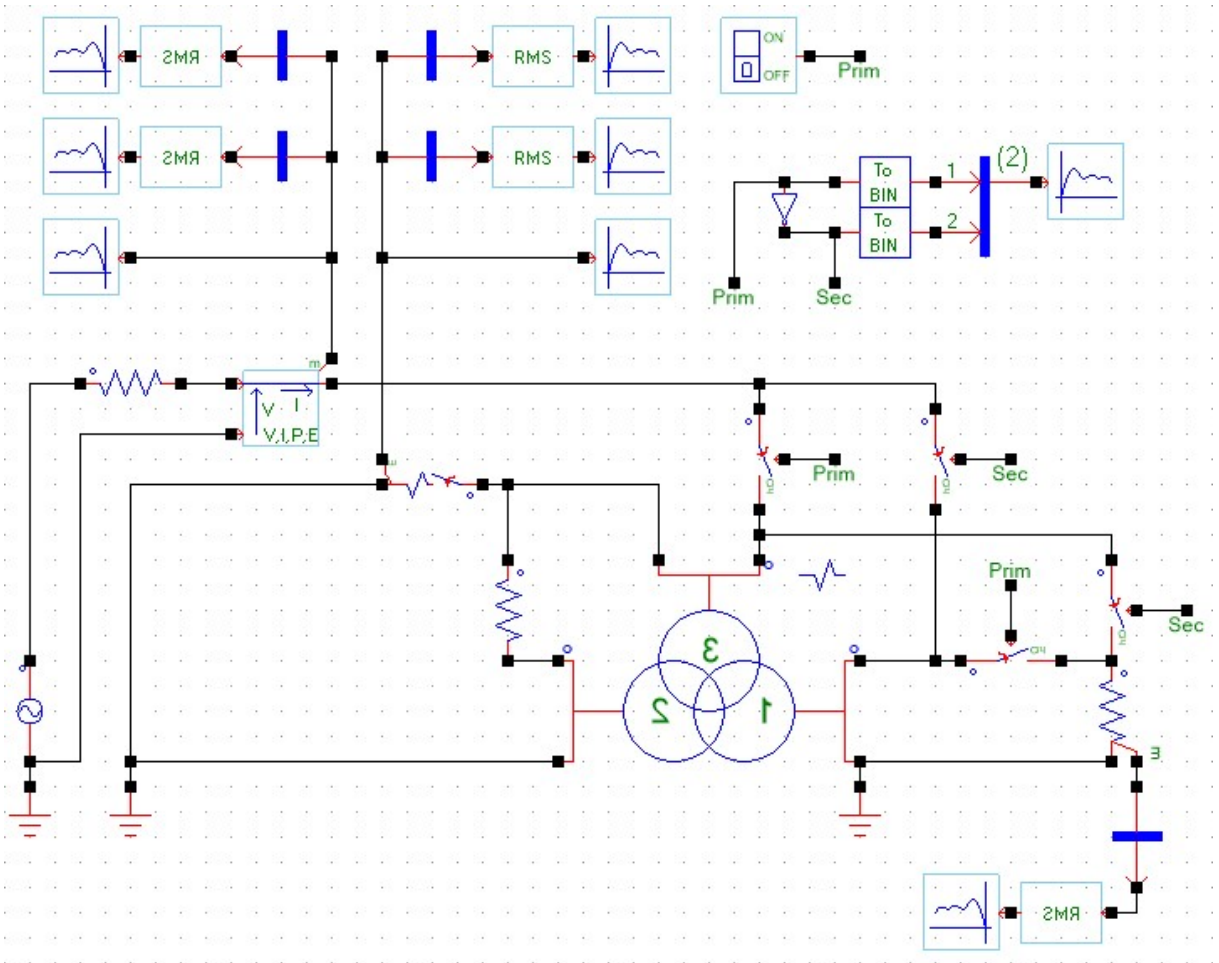 RMS
RMS
ON
0 OFF
Prim
RMS
RMS
To
BIN
1
(2)
To
BIN
2
Prim
Sec
m
V I
V,I,P,E
Prim
Sec
Prim
Sec
3
2
1
RMS